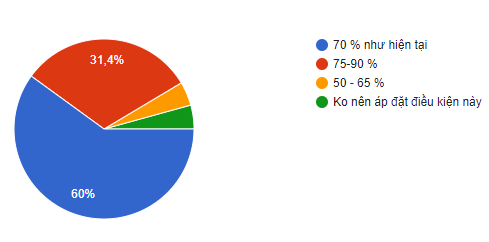 31,4%
60%
70 % như hiện tại
75-90 %
50 - 65 %
Ko nên áp đặt điều kiện này